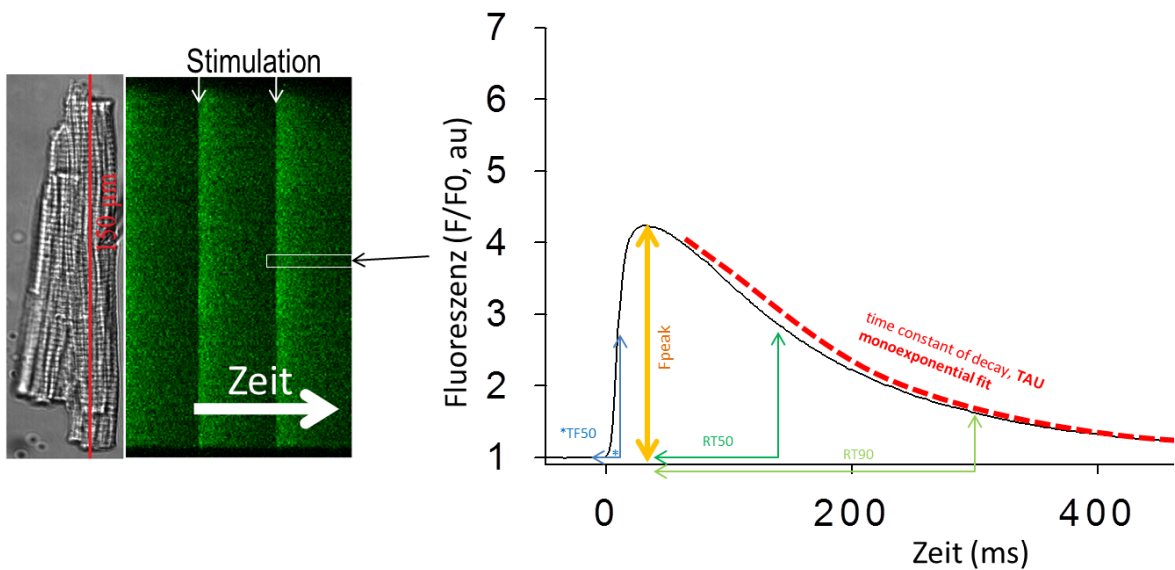 Stimulation
150 µm
Zeit
Fluoreszenz (F/F0, au)
7
6
5
4
3
2
1
*TF50
*
Fpeak
RT50
RT90
time constant of decay, TAU
monoexponential fit
0
200
400
Zeit (ms)